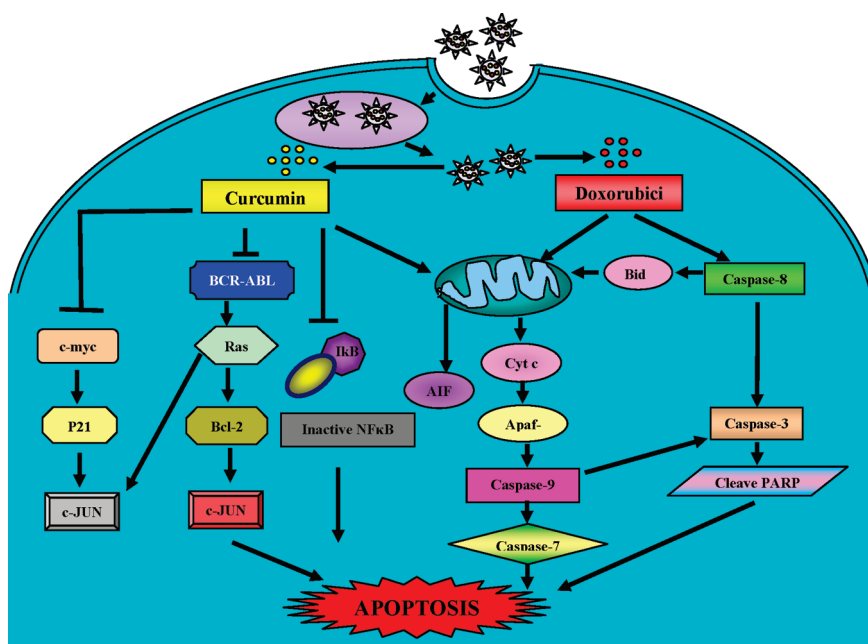 Curcumin
Doxorubici
BCR-ABL
Bid
Caspase-8
c-myc
Ras
IkB
Cyt c
AIF
P21
Bcl-2
Inactive NFκB
Apaf-
Caspase-3
c-JUN
c-JUN
Caspase-9
Cleave PARP
Caspase-7
APOPTOSIS